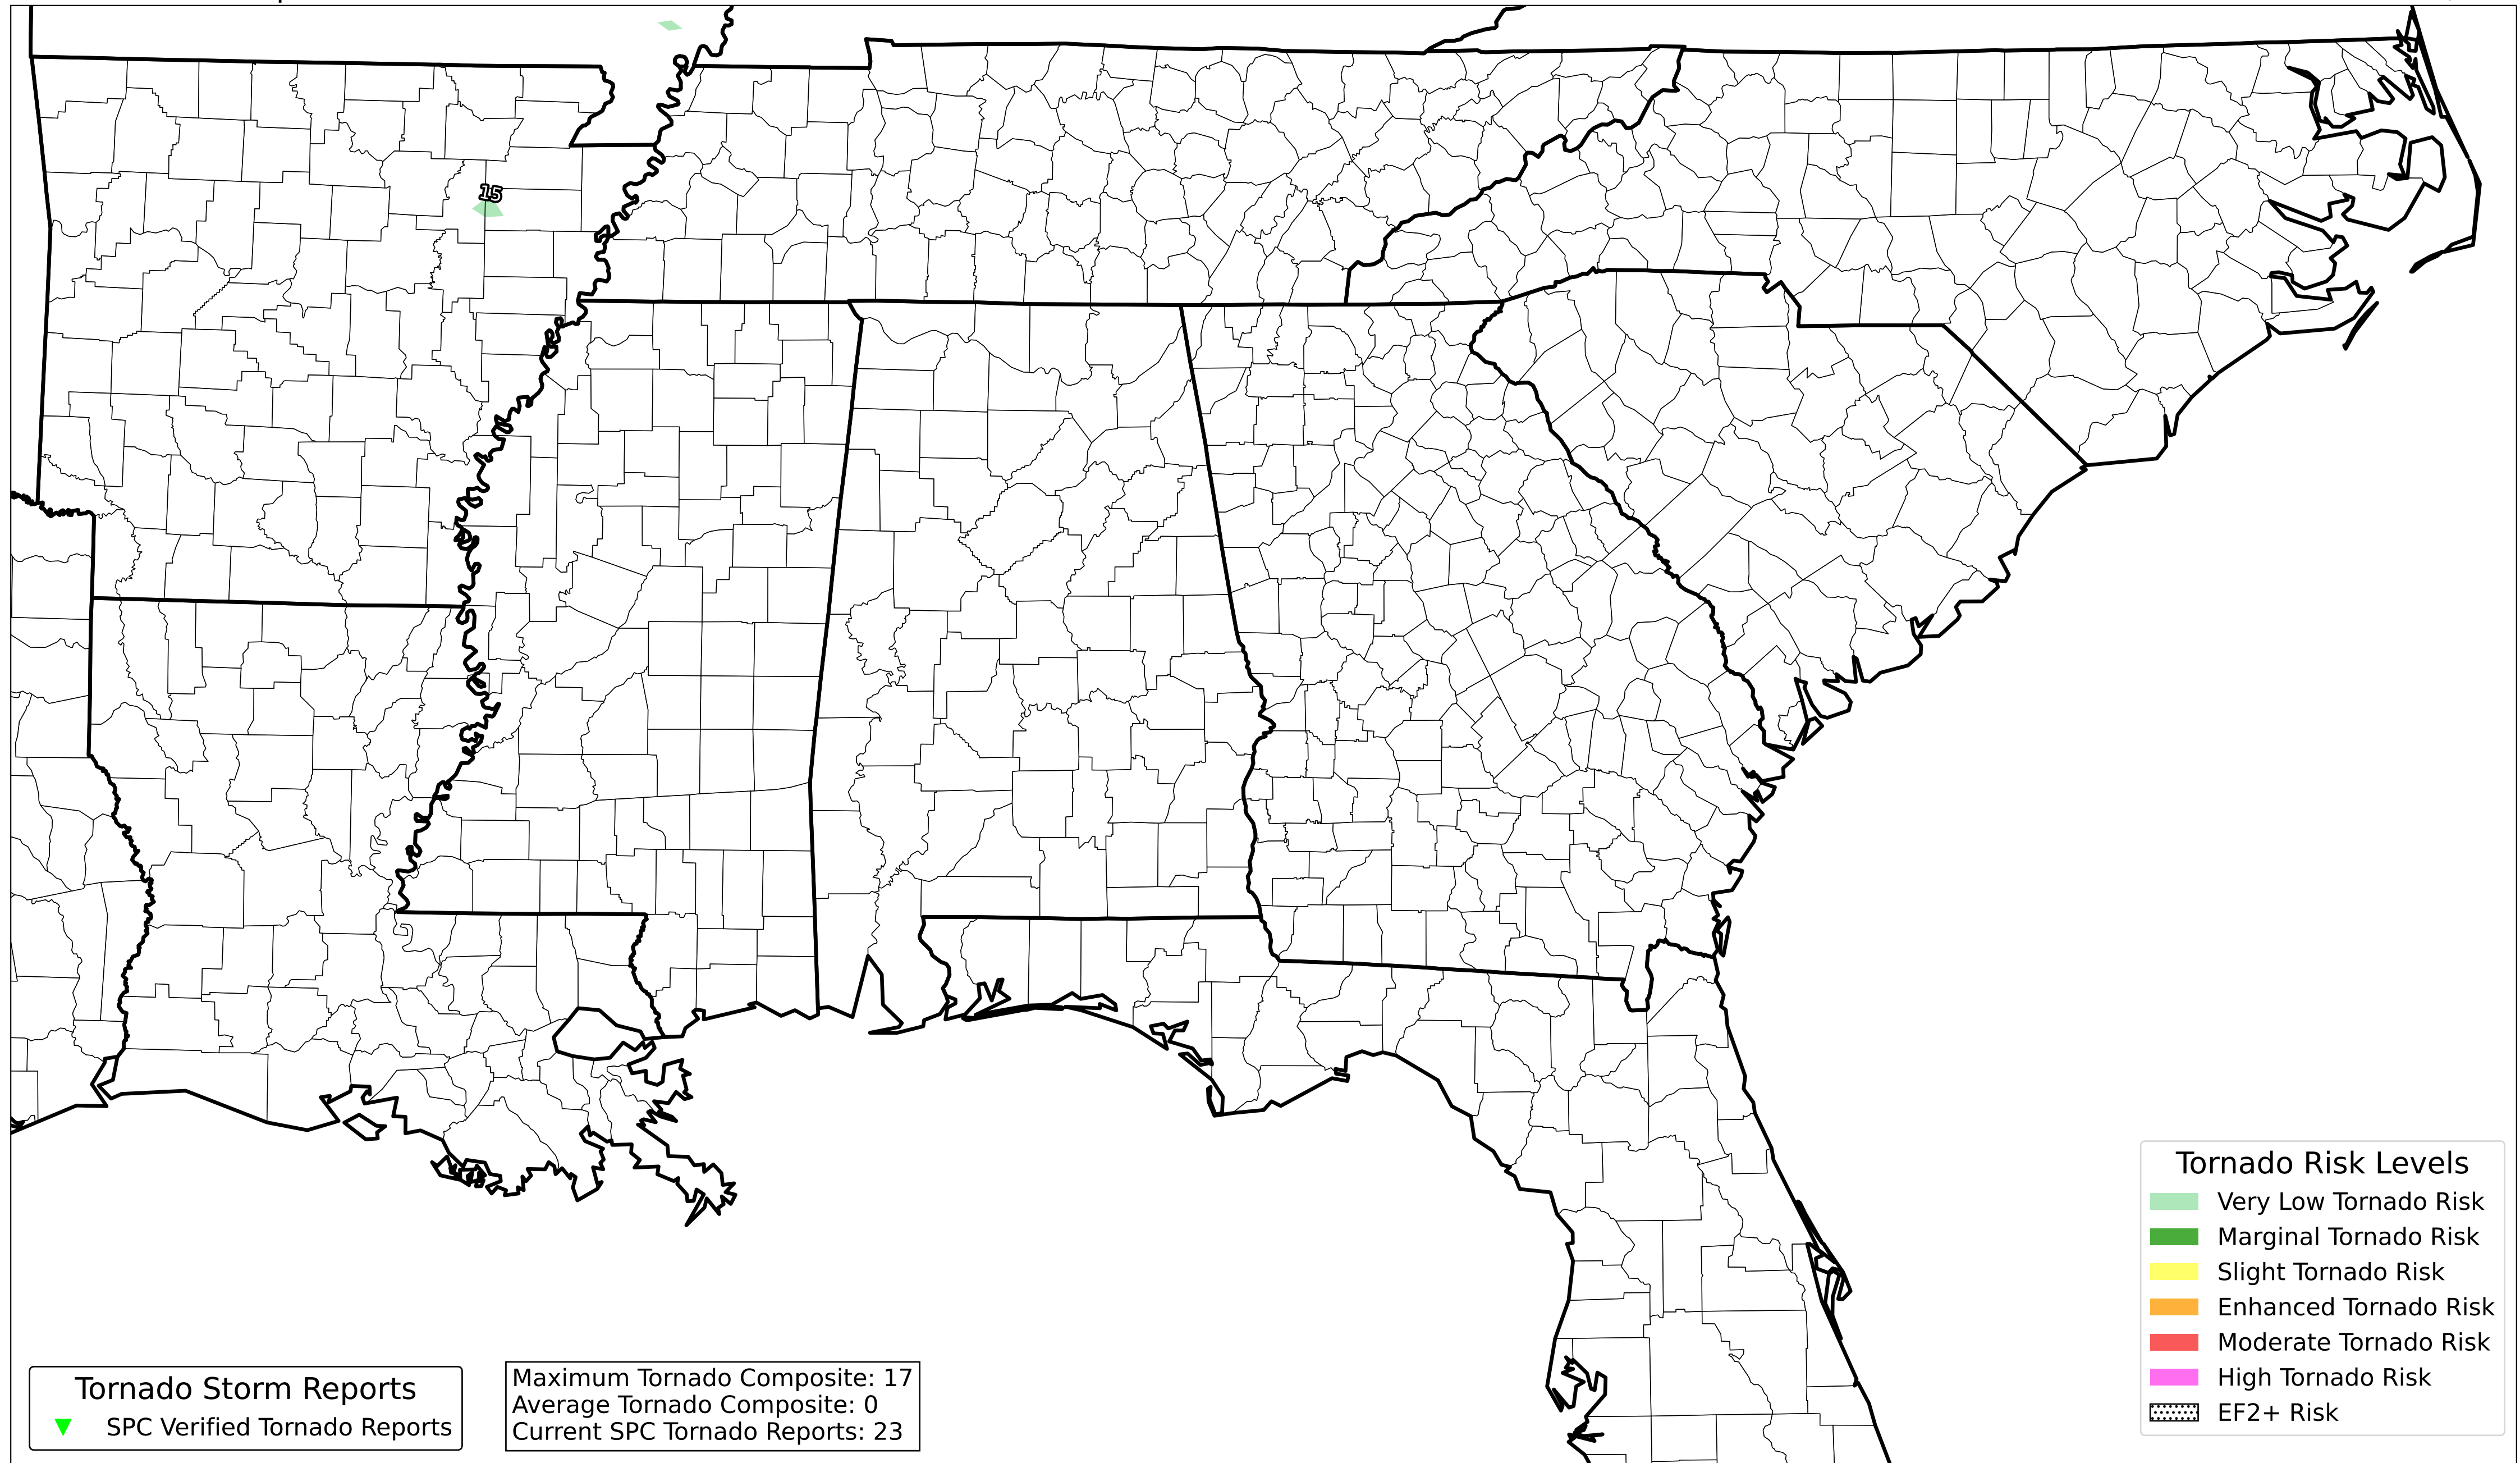 15
Tornado Risk Levels
Very Low Tornado Risk
Marginal Tornado Risk
Slight Tornado Risk
Enhanced Tornado Risk
Moderate Tornado Risk
High Tornado Risk
EF2+ Risk
Tornado Storm Reports
SPC Verified Tornado Reports
Maximum Tornado Composite: 17
Average Tornado Composite: 0
Current SPC Tornado Reports: 23